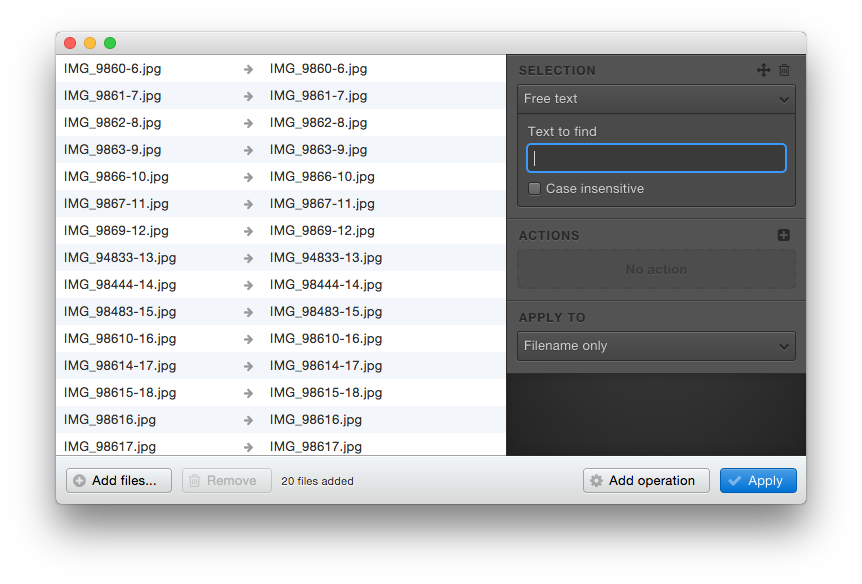 IMG_9860-6.jpg IMG_9860-6.jpg
IMG_9861-7.jpg IMG_9861-7.jpg
IMG_9862-8.jpg IMG_9862-8.jpg
IMG_9863-9.jpg IMG_9863-9.jpg
IMG_9866-10.jpg IMG_9866-10.jpg
IMG_9867-11.jpg IMG_9867-11.jpg
IMG_9869-12.jpg IMG_9869-12.jpg
IMG_94833-13.jpg IMG_94833-13.jpg
IMG_98444-14.jpg IMG_98444-14.jpg
IMG_98483-15.jpg IMG_98483-15.jpg
IMG_98610-16.jpg IMG_98610-16.jpg
IMG_98614-17.jpg IMG_98614-17.jpg
IMG_98615-18.jpg IMG_98615-18.jpg
IMG_98616.jpg IMG_98616.jpg
IMG_98617.jpg IMG_98617.jpg
SELECTION
Free text
Text to find
Case insensitive
ACTIONS
No action
APPLY TO
Filename only
Add files... Remove 20 files added Add operation Apply